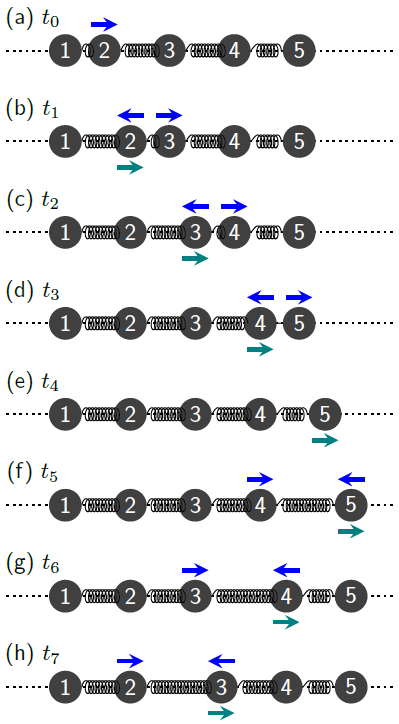 (a) t₀
1 2 3 4 5
(b) t₁
1 2 3 4 5
(c) t₂
1 2 3 4 5
(d) t₃
1 2 3 4 5
(e) t₄
1 2 3 4 5
(f) t₅
1 2 3 4 5
(g) t₆
1 2 3 4 5
(h) t₇
1 2 3 4 5